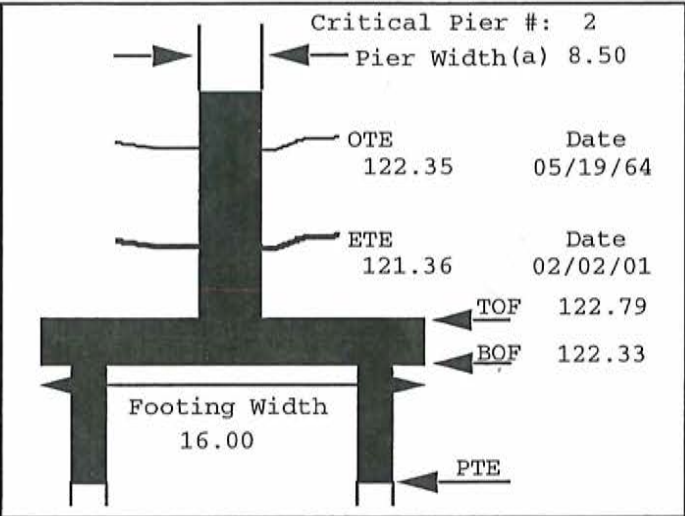 Critical Pier #: 2
Pier Width(a) 8.50
OTE Date
122.35 05/19/64
ETE Date
121.36 02/02/01
TOF 122.79
BOF 122.33
Footing Width
16.00
PTE